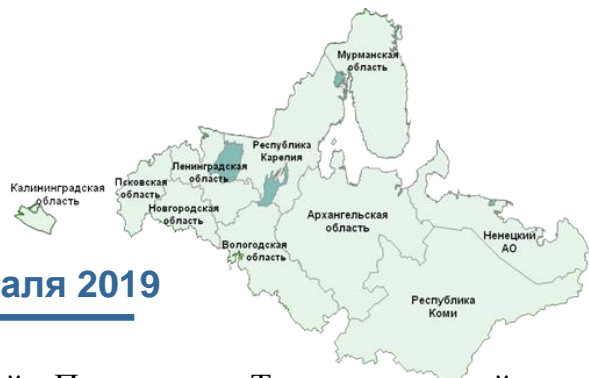 Мурманская
область
Республика
Карелия
Ленинградская
область
Калининградская
область
Псковская
область
Новгородская
область
Архангельская
область
Ненецкий
АО
Вологодская
область
Республика
Коми
аля 2019